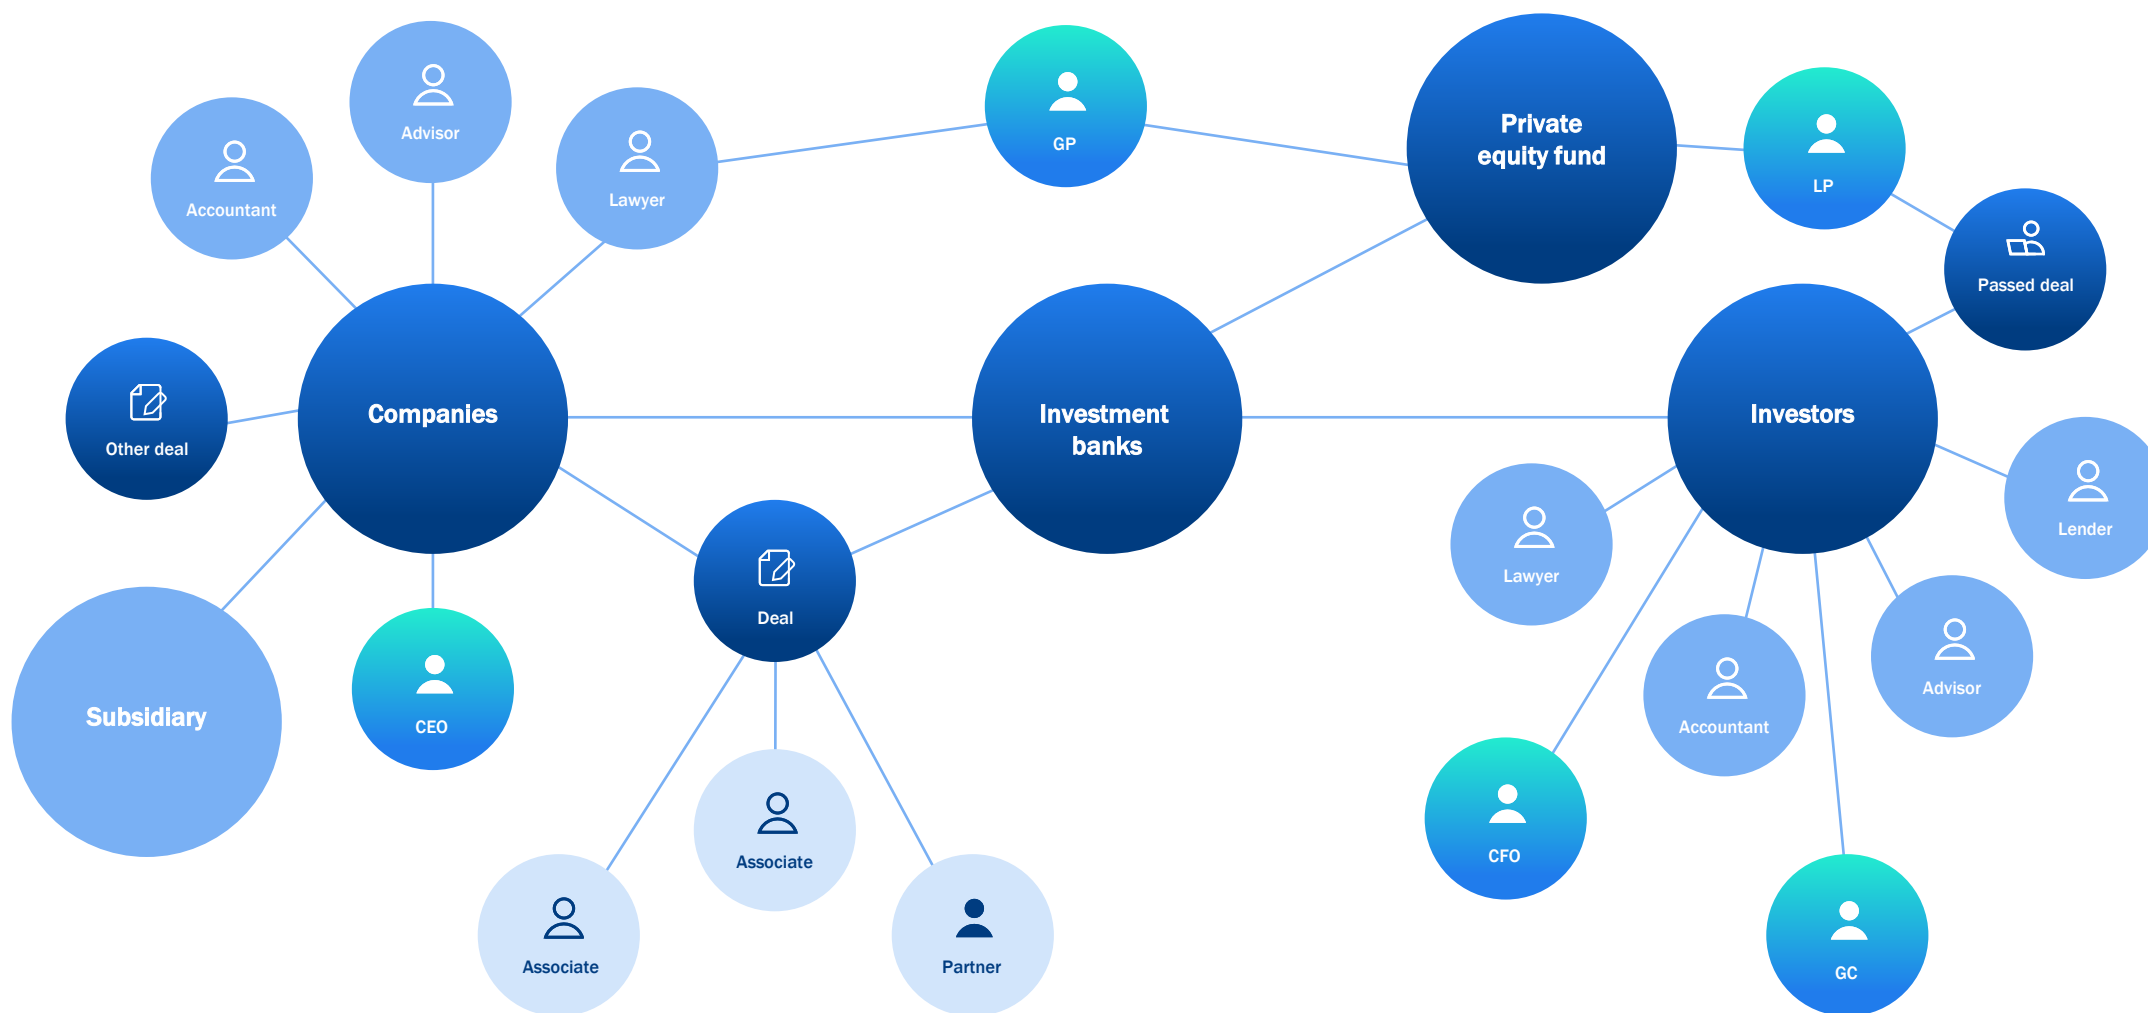 Advisor
Accountant
Lawyer
GP
Private
equity fund
LP
Passed deal
Other deal
Companies
Investment
banks
Investors
Lender
Lawyer
Deal
Subsidiary
CEO
Accountant
Advisor
Associate
CFO
Associate
Partner
GC